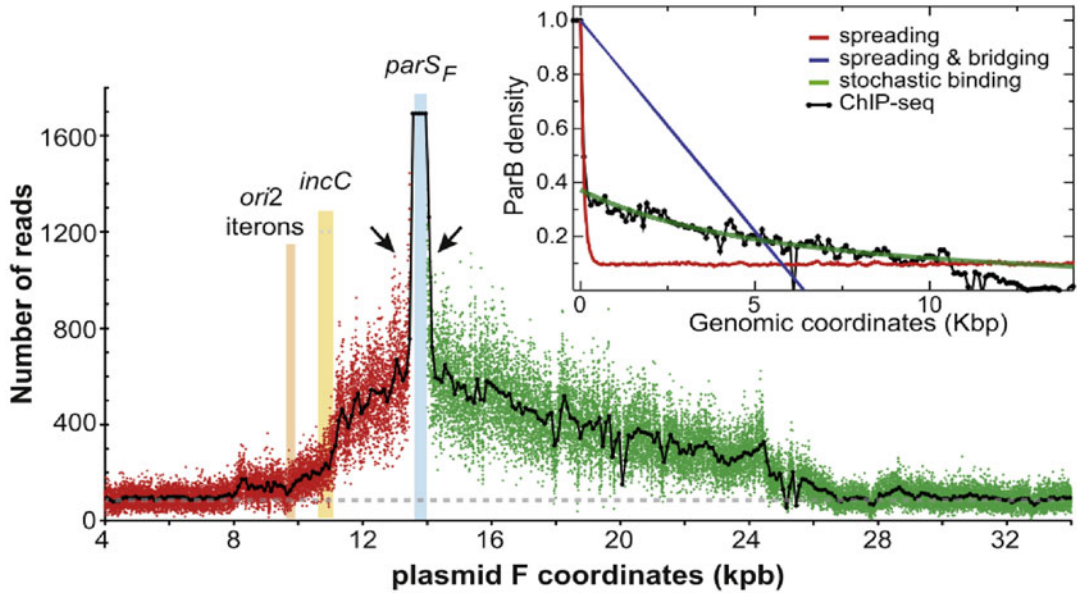 parS_F
incC
ori2
iterons
Number of reads
1600
1200
800
400
0
4
8
12
16
20
24
28
32
plasmid F coordinates (kpb)
ParB density
1.0
0.8
0.6
0.4
0.2
0
5
10
Genomic coordinates (Kbp)
spreading
spreading & bridging
stochastic binding
ChIP-seq